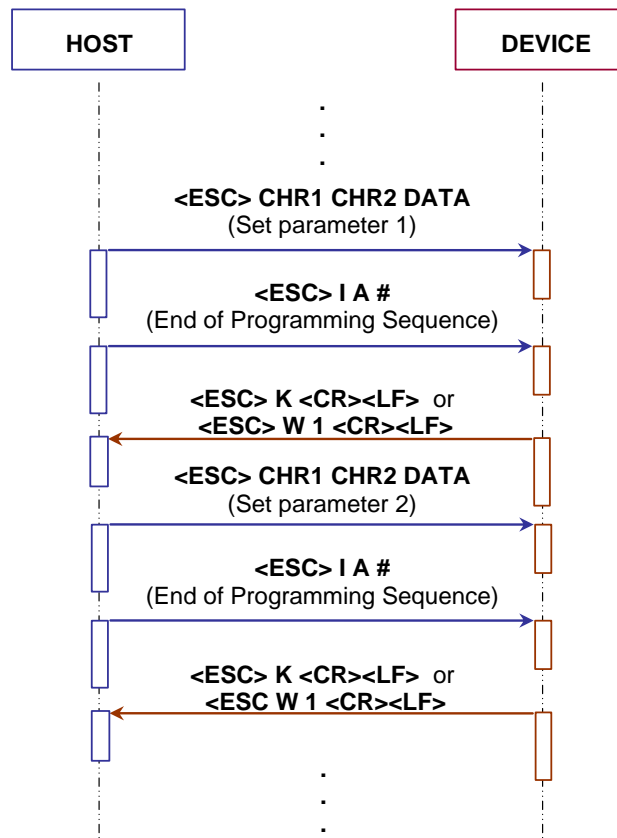 HOST DEVICE
.
.
.
<ESC> CHR1 CHR2 DATA
(Set parameter 1)
<ESC> I A #
(End of Programming Sequence)
<ESC> K <CR><LF> or
<ESC> W 1 <CR><LF>
<ESC> CHR1 CHR2 DATA
(Set parameter 2)
<ESC> I A #
(End of Programming Sequence)
<ESC> K <CR><LF> or
<ESC W 1 <CR><LF>
.
.
.